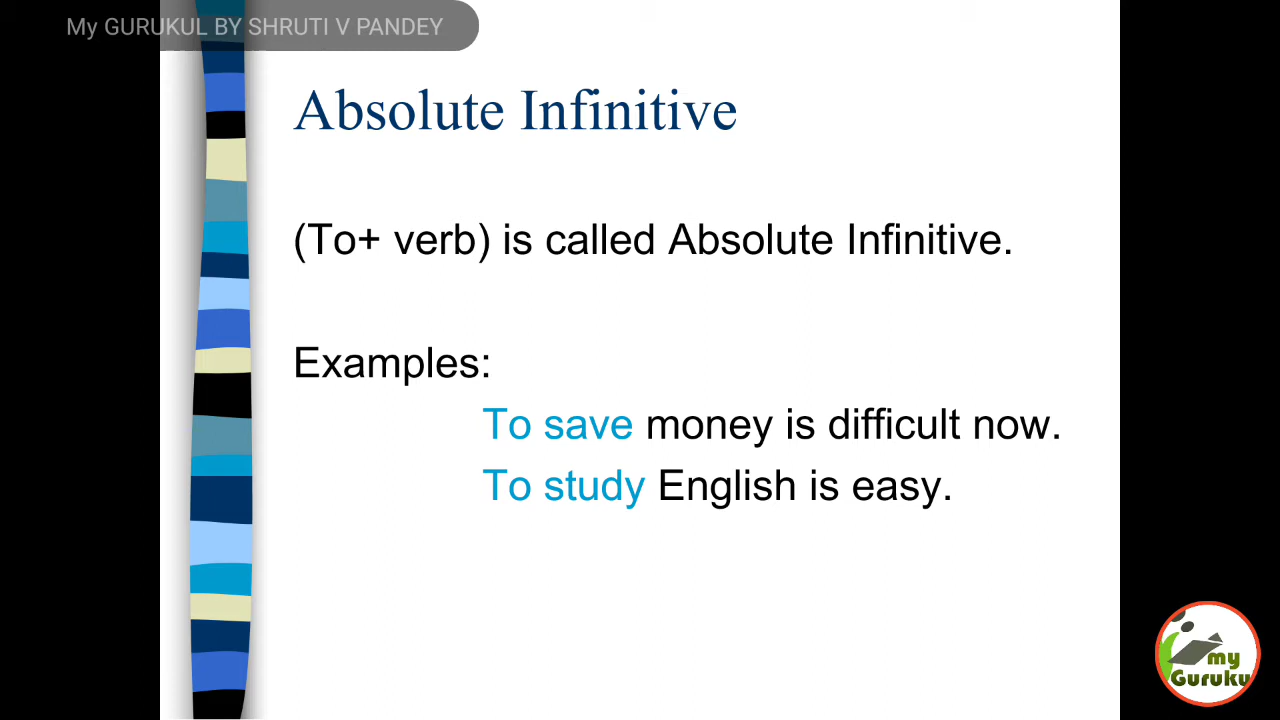 My GURUKUL BY SHRUTI V PANDEY
Absolute Infinitive
(To+ verb) is called Absolute Infinitive.
Examples:
To save money is difficult now.
To study English is easy.
my
Guruku